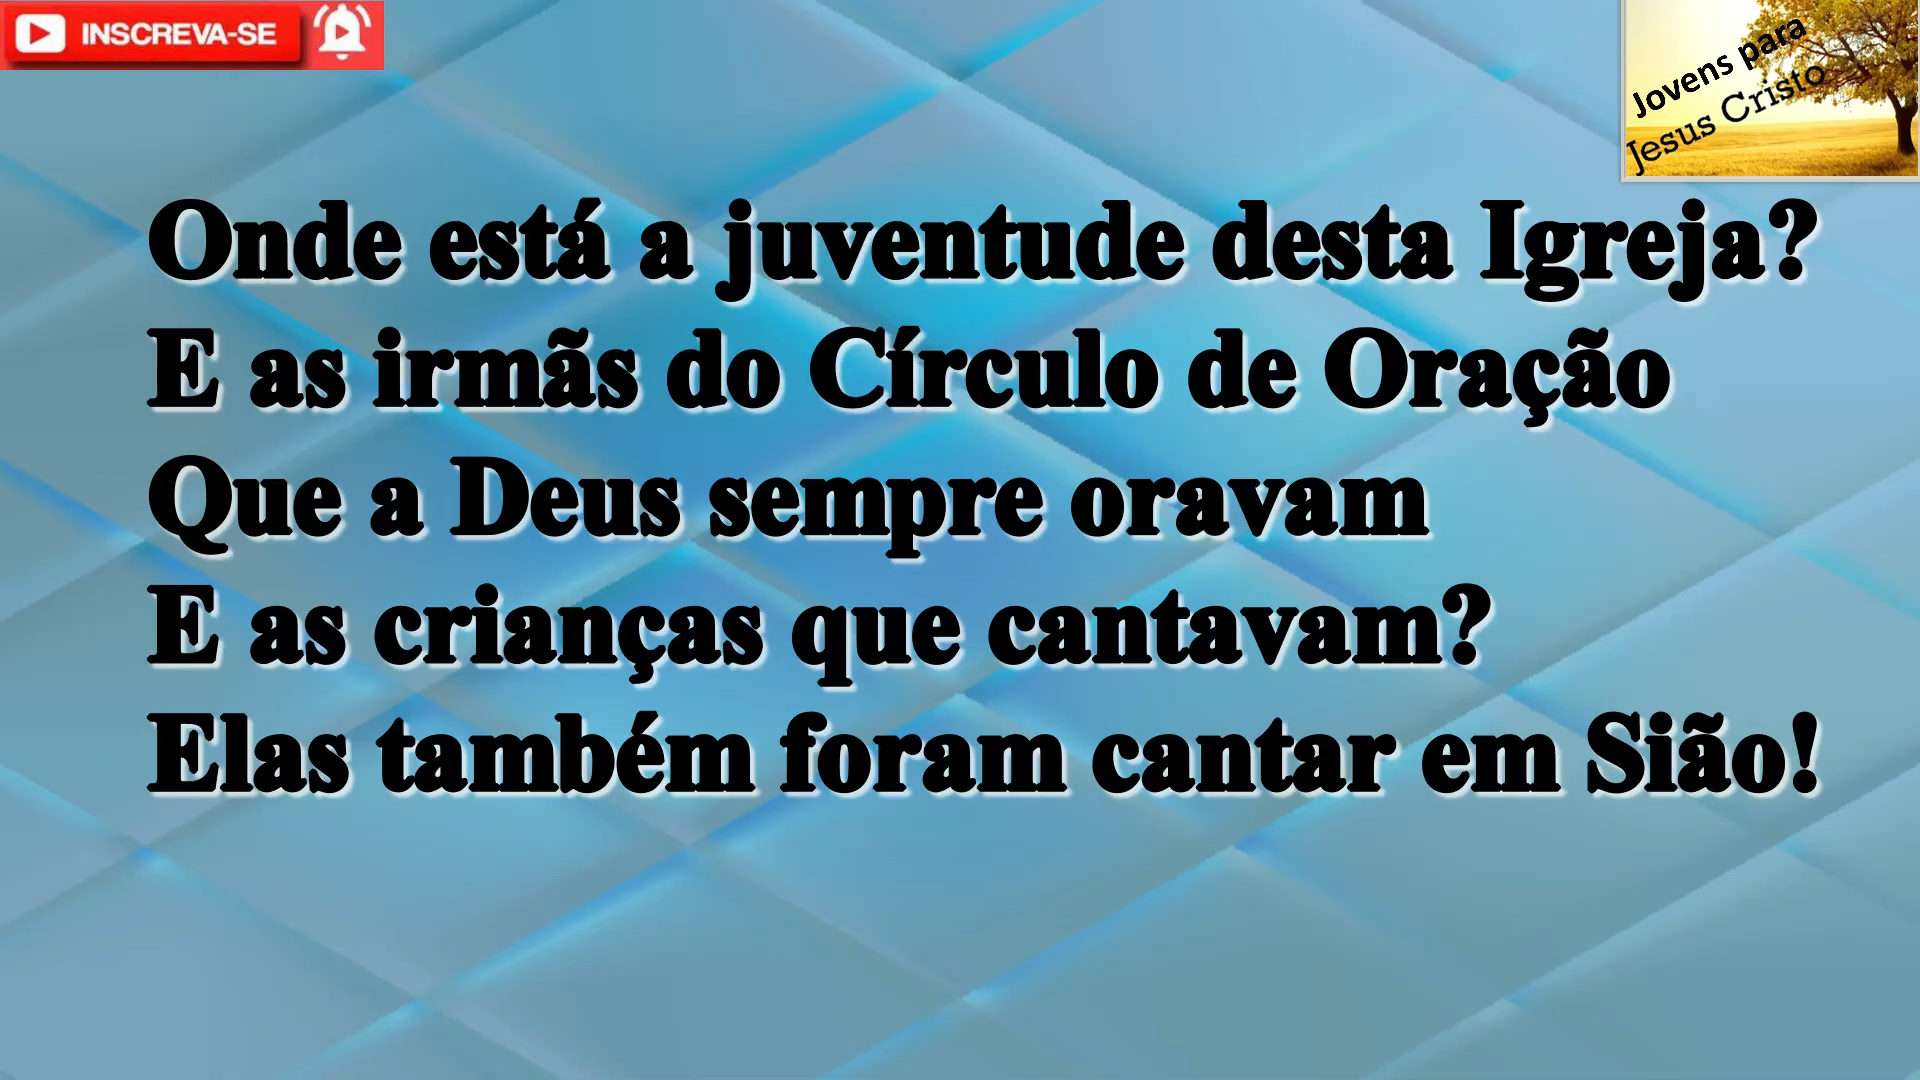 INSCREVA-SE
Jovens para
Jesus Cristo
Onde está a juventude desta Igreja?
E as irmãs do Círculo de Oração
Que a Deus sempre oravam
E as crianças que cantavam?
Elas também foram cantar em Sião!